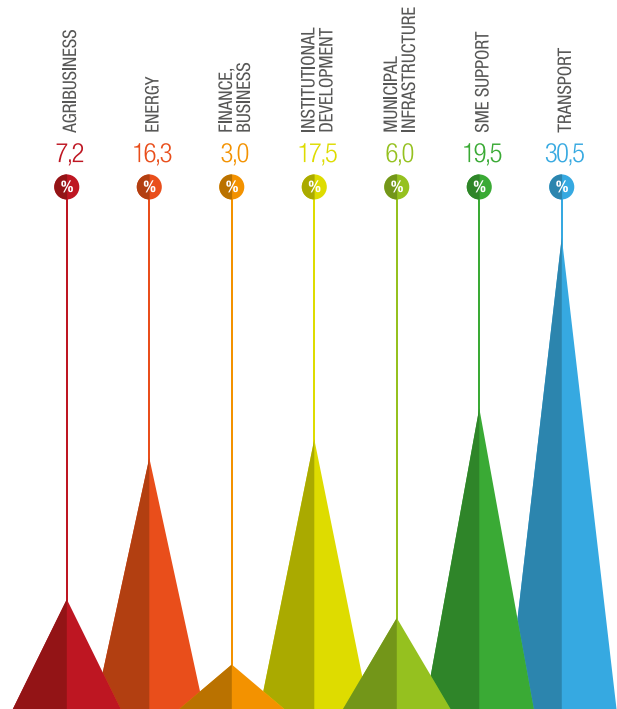 AGRIBUSINESS
ENERGY
FINANCE,
BUSINESS
INSTITUTIONAL
DEVELOPMENT
MUNICIPAL
INFRASTRUCTURE
SME SUPPORT
TRANSPORT
7,2
16,3
3,0
17,5
6,0
19,5
30,5
%
%
%
%
%
%
%